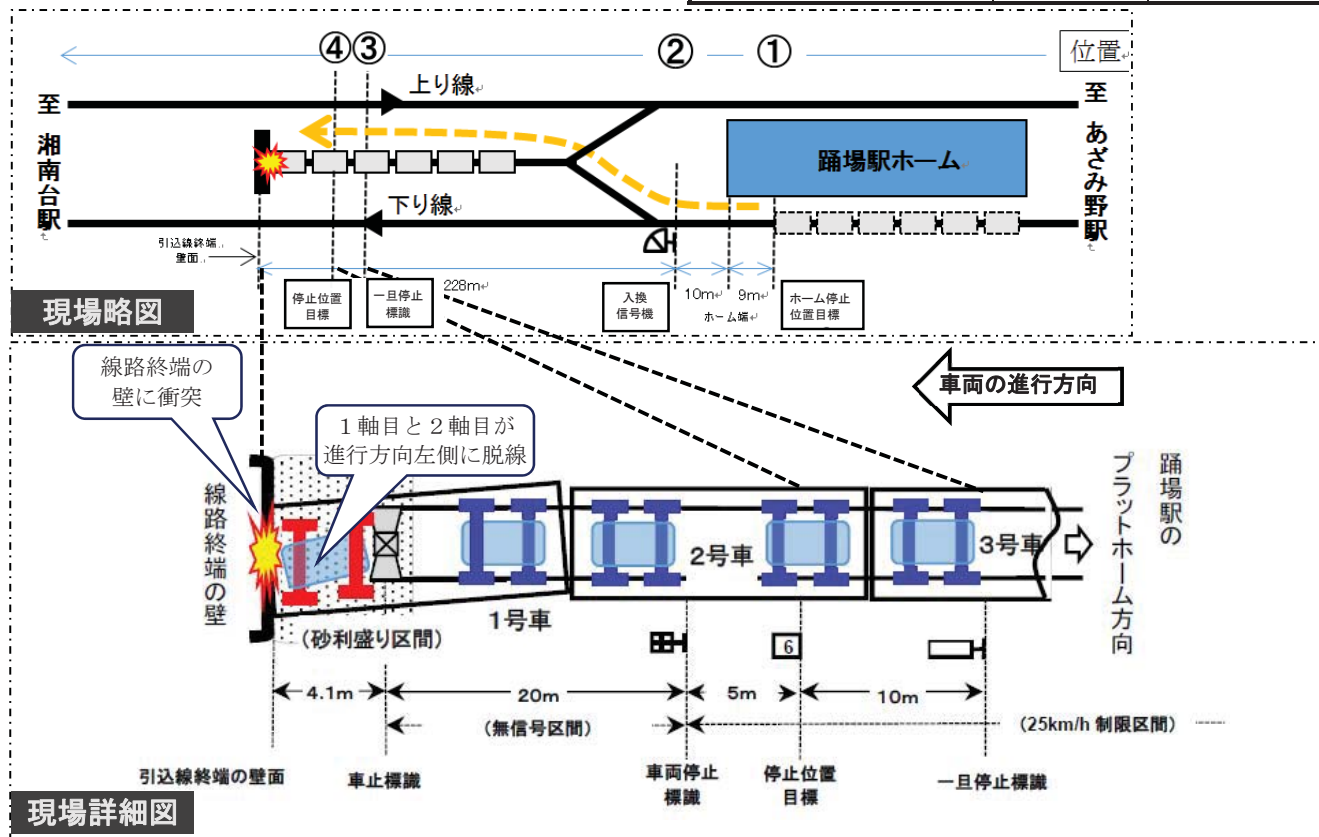 ④③
②
①
位置
上り線
至
湘南台駅
至
あざみ野駅
踊場駅ホーム
下り線
引込線終端
壁面
228m
10m
9m
停止位置
目標
一旦停止
標識
入換
信号機
ホーム端
ホーム停止
位置目標
現場略図
線路終端の
壁に衝突
車両の進行方向
1軸目と2軸目が
進行方向左側に脱線
踊場駅の
プラットホーム方向
線路終端の壁
2号車
3号車
1号車
(砂利盛り区間)
6
4.1m
20m
5m
10m
(無信号区間)
(25km/h 制限区間)
引込線終端の壁面
車止標識
車両停止
標識
停止位置
目標
一旦停止標識
現場詳細図